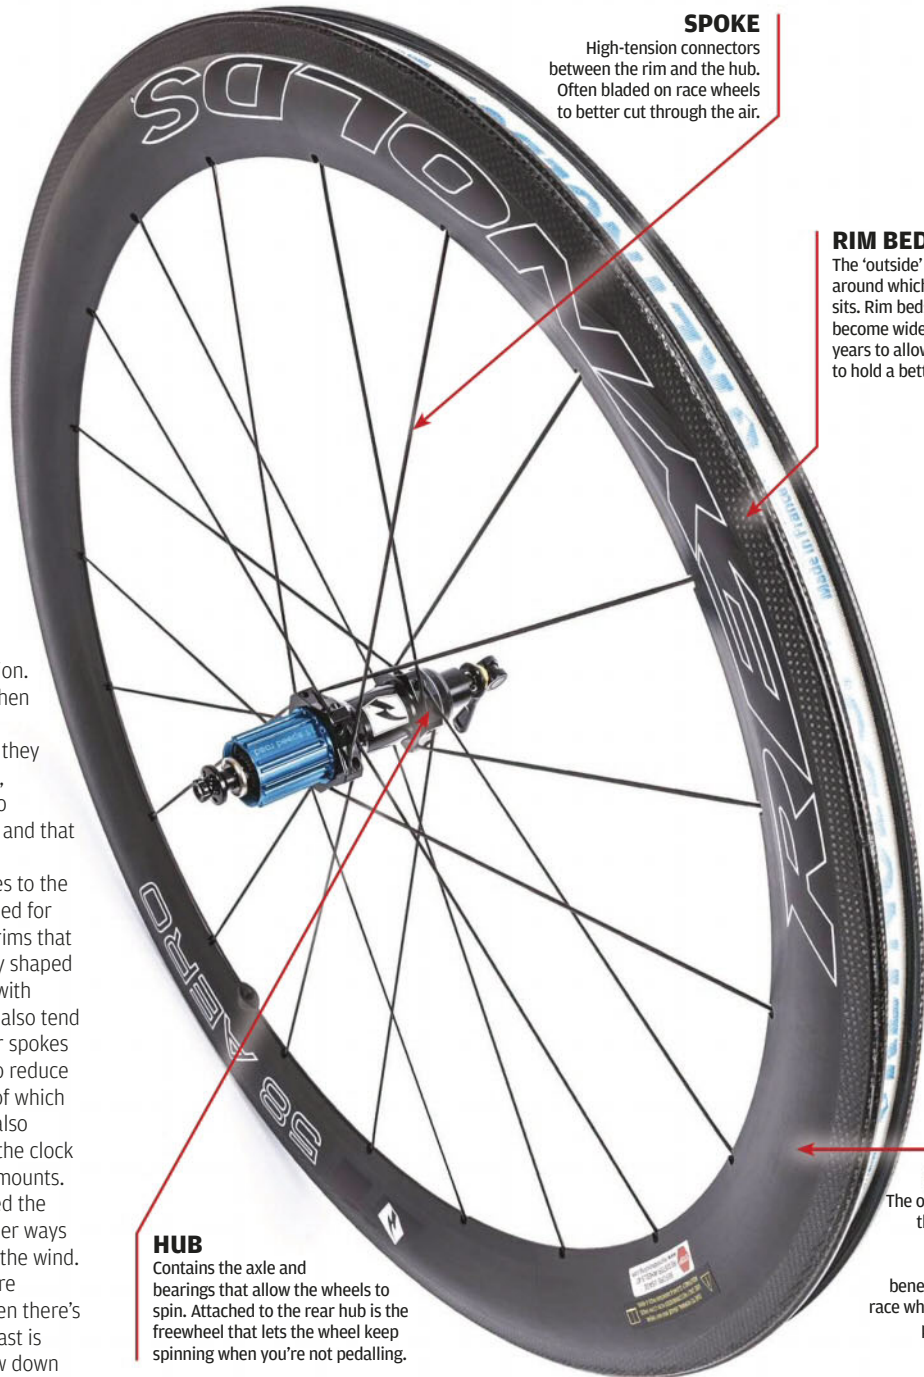 SPOKE
High-tension connectors
between the rim and the hub.
Often bladed on race wheels
to better cut through the air.
RIM BED
The ‘outside’
around which
sits. Rim bed
become wide
years to allow
to hold a bett
REYNOLDS
Made in France
ion.
hen
they
,
o
and that
es to the
ed for
rims that
y shaped
with
also tend
r spokes
o reduce
of which
also
the clock
mounts.
ed the
er ways
the wind.
re
en there’s
ast is
w down
58 AERO
HUB
Contains the axle and
bearings that allow the wheels to
spin. Attached to the rear hub is the
freewheel that lets the wheel keep
spinning when you’re not pedalling.
The o
th
bene
race wh
p